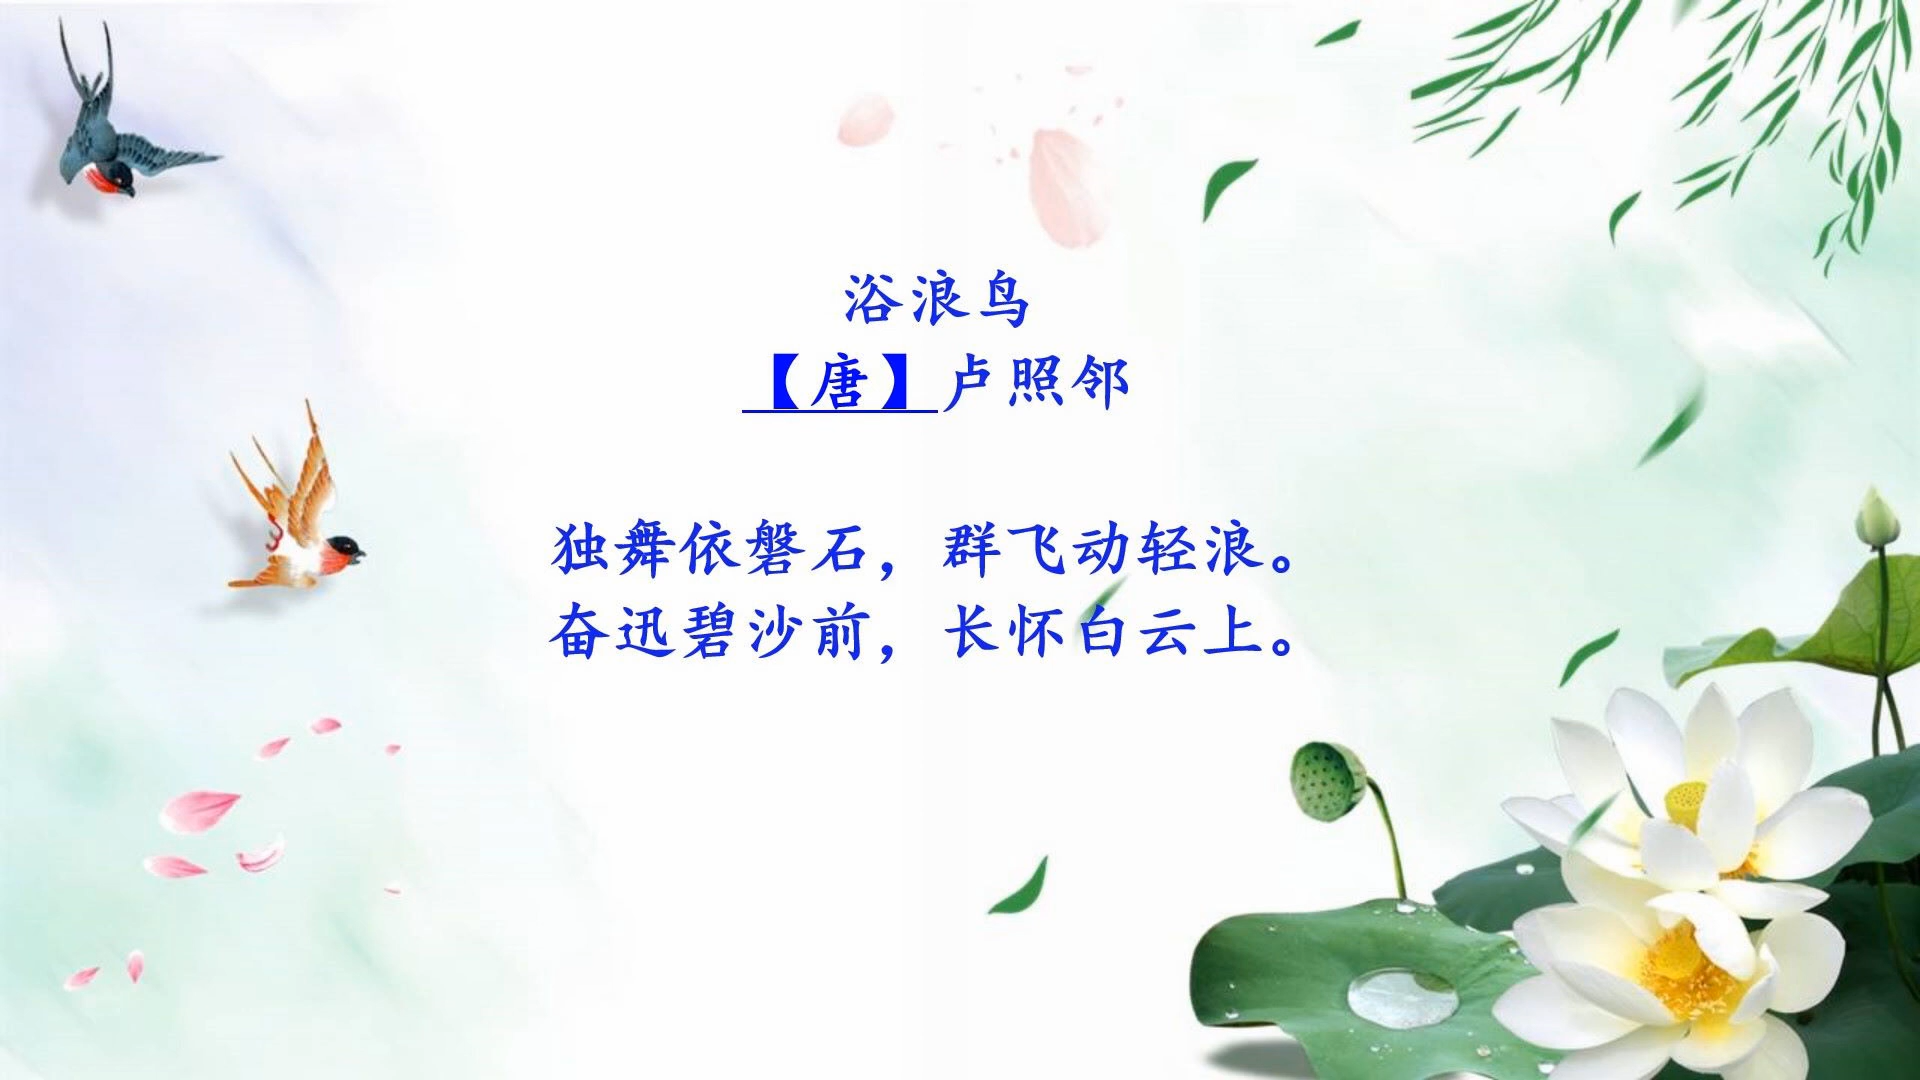 浴浪鸟
【唐】卢照邻
独舞依磐石，群飞动轻浪。
奋迅碧沙前，长怀白云上。